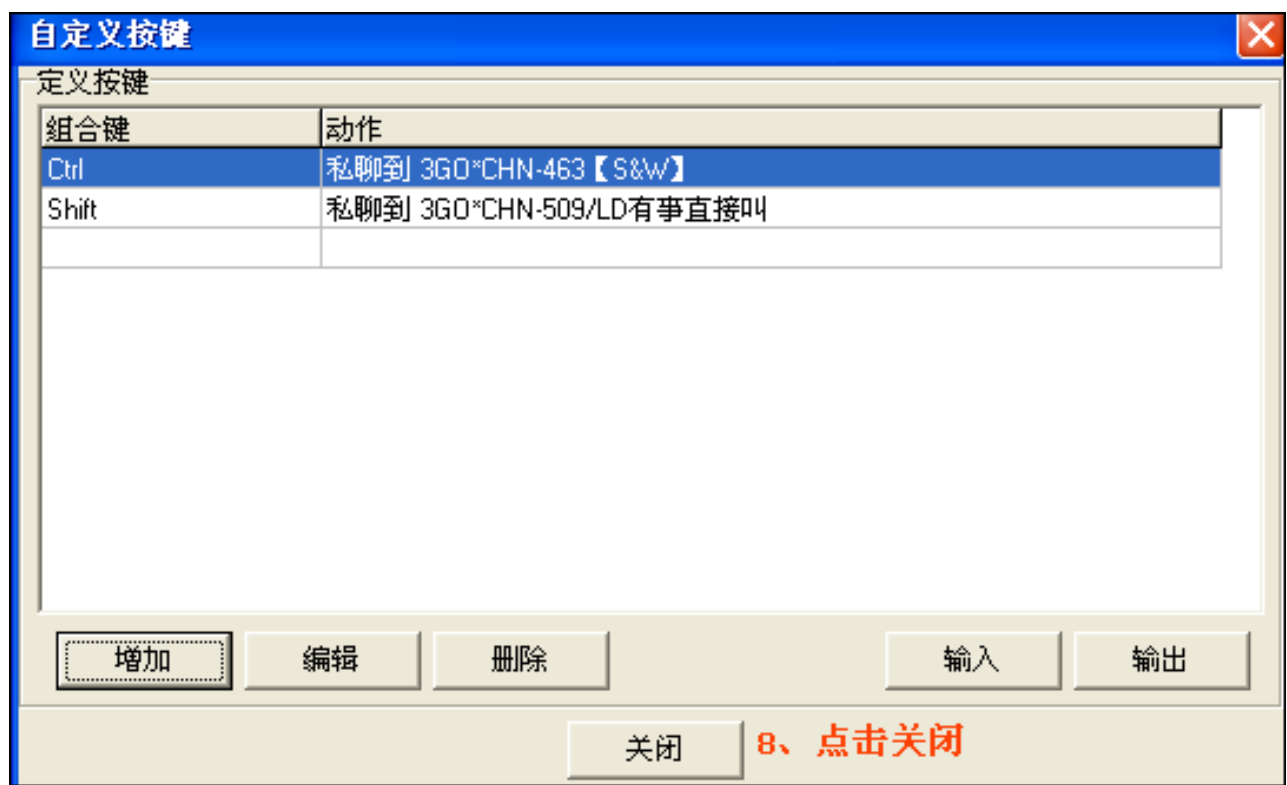 自定义按键
定义按键
组合键 动作
Ctrl 私聊到 3GO*CHN-463【S&W】
Shift 私聊到 3GO*CHN-509/LD有事直接叫
增加 编辑 删除 输入 输出
关闭 8、点击关闭